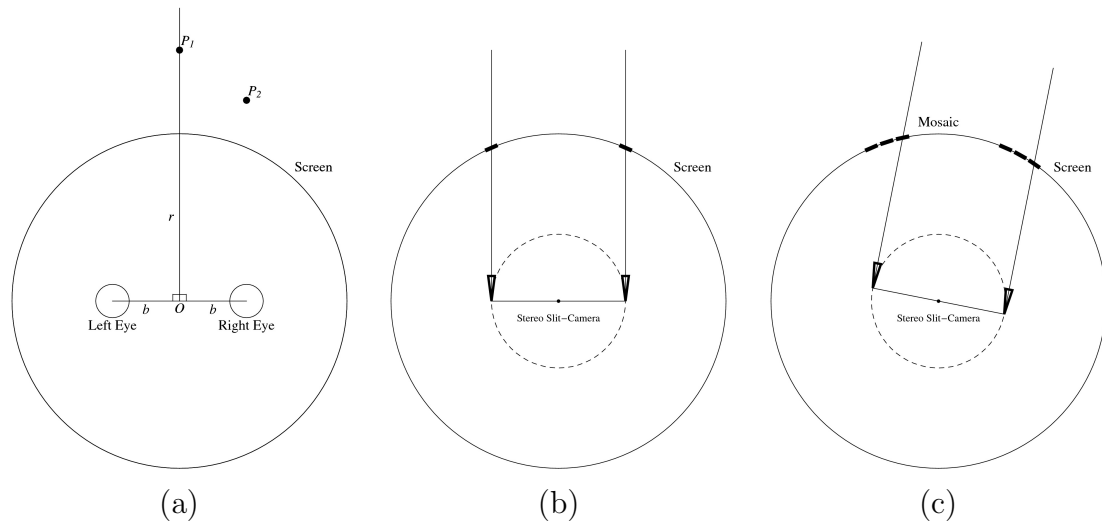 P1
P2
Screen
r
b O b
Left Eye Right Eye
(a)
Screen
Stereo Slit−Camera
(b)
Mosaic
Screen
Stereo Slit−Camera
(c)